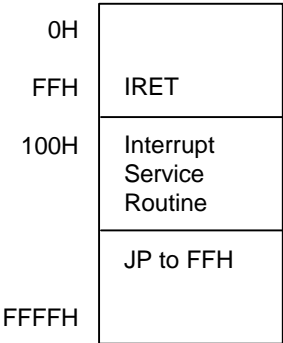 0H
FFH IRET
100H Interrupt
Service
Routine
JP to FFH
FFFFH